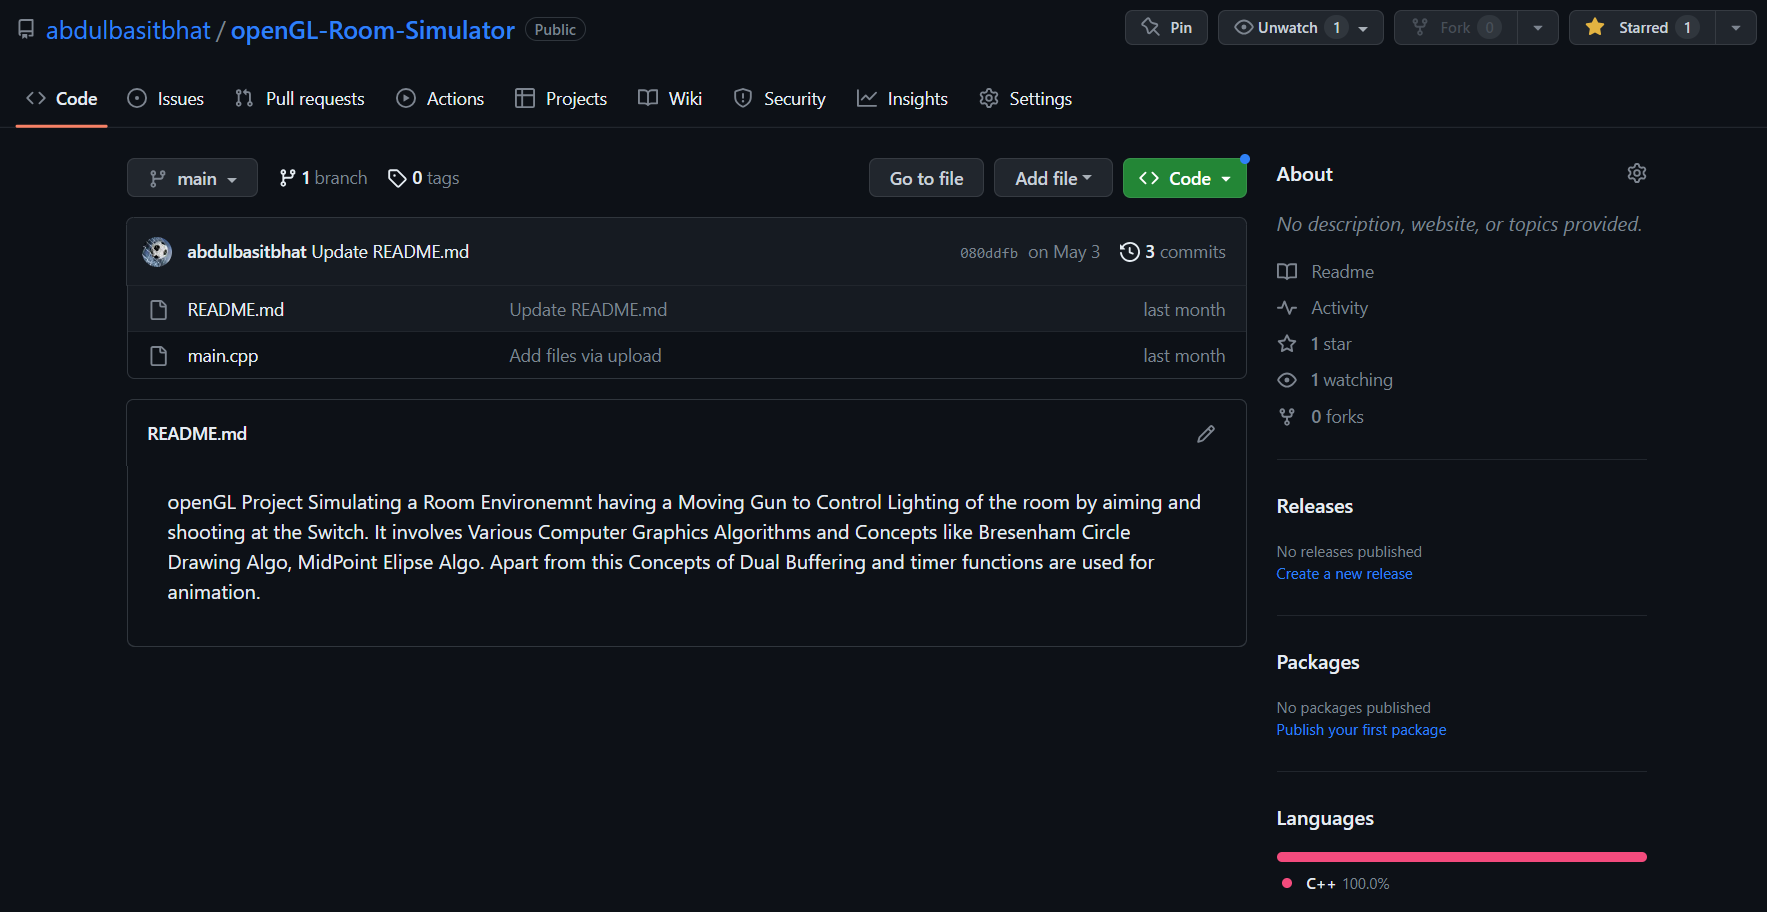 abdulbasitbhat / openGL-Room-Simulator Public
Pin
Unwatch 1
Fork 0
Starred 1
Code
Issues
Pull requests
Actions
Projects
Wiki
Security
Insights
Settings
main
1 branch
0 tags
Go to file
Add file
Code
abdulbasitbhat Update README.md
080ddfb on May 3
3 commits
README.md
Update README.md
last month
main.cpp
Add files via upload
last month
README.md
openGL Project Simulating a Room Environemnt having a Moving Gun to Control Lighting of the room by aiming and
shooting at the Switch. It involves Various Computer Graphics Algorithms and Concepts like Bresenham Circle
Drawing Algo, MidPoint Elipse Algo. Apart from this Concepts of Dual Buffering and timer functions are used for
animation.
About
No description, website, or topics provided.
Readme
Activity
1 star
1 watching
0 forks
Releases
No releases published
Create a new release
Packages
No packages published
Publish your first package
Languages
C++ 100.0%